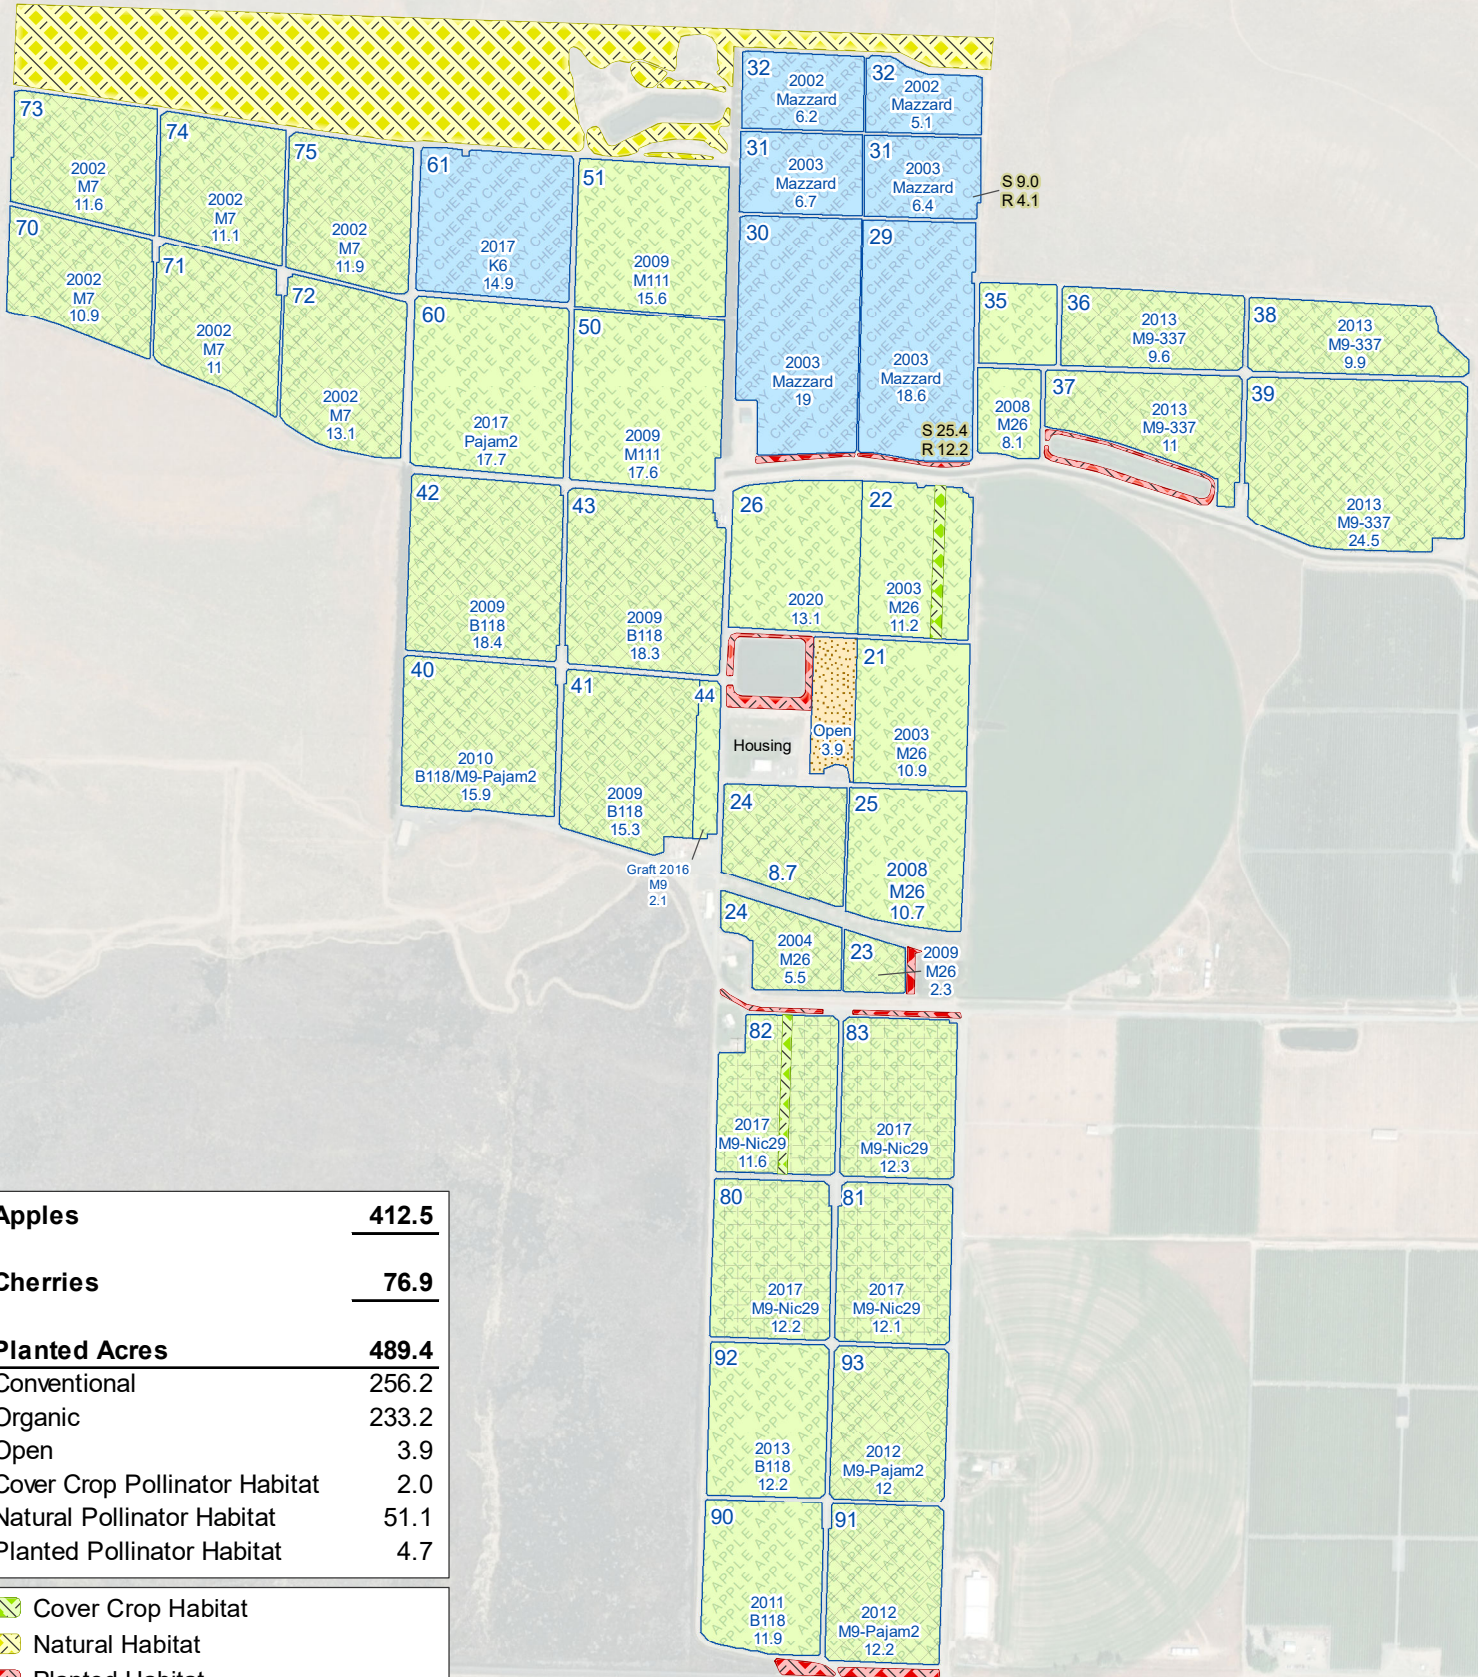 32
2002
Mazzard
6.2
32
2002
Mazzard
5.1
31
2003
Mazzard
6.7
31
2003
Mazzard
6.4
S 9.0
R 4.1
73
2002
M7
11.6
74
2002
M7
11.1
75
2002
M7
11.9
61
2017
K6
14.9
51
2009
M111
15.6
30
2003
Mazzard
19
29
2003
Mazzard
18.6
S 25.4
R 12.2
70
2002
M7
10.9
71
2002
M7
11
72
2002
M7
13.1
60
2017
Pajam2
17.7
50
2009
M111
17.6
35
2008
M26
8.1
36
2013
M9-337
9.6
38
2013
M9-337
9.9
37
2013
M9-337
11
39
2013
M9-337
24.5
42
2009
B118
18.4
43
2009
B118
18.3
26
2020
13.1
22
2003
M26
11.2
40
2010
B118/M9-Pajam2
15.9
41
2009
B118
15.3
44
Graft 2016
M9
2.1
Housing
Open
3.9
21
2003
M26
10.9
24
8.7
25
2008
M26
10.7
24
2004
M26
5.5
23
2009
M26
2.3
82
2017
M9-Nic29
11.6
83
2017
M9-Nic29
12.3
80
2017
M9-Nic29
12.2
81
2017
M9-Nic29
12.1
92
2013
B118
12.2
93
2012
M9-Pajam2
12
90
2011
B118
11.9
91
2012
M9-Pajam2
12.2
Apples 412.5
Cherries 76.9
Planted Acres 489.4
Conventional 256.2
Organic 233.2
Open 3.9
Cover Crop Pollinator Habitat 2.0
Natural Pollinator Habitat 51.1
Planted Pollinator Habitat 4.7
Cover Crop Habitat
Natural Habitat
Planted Habitat